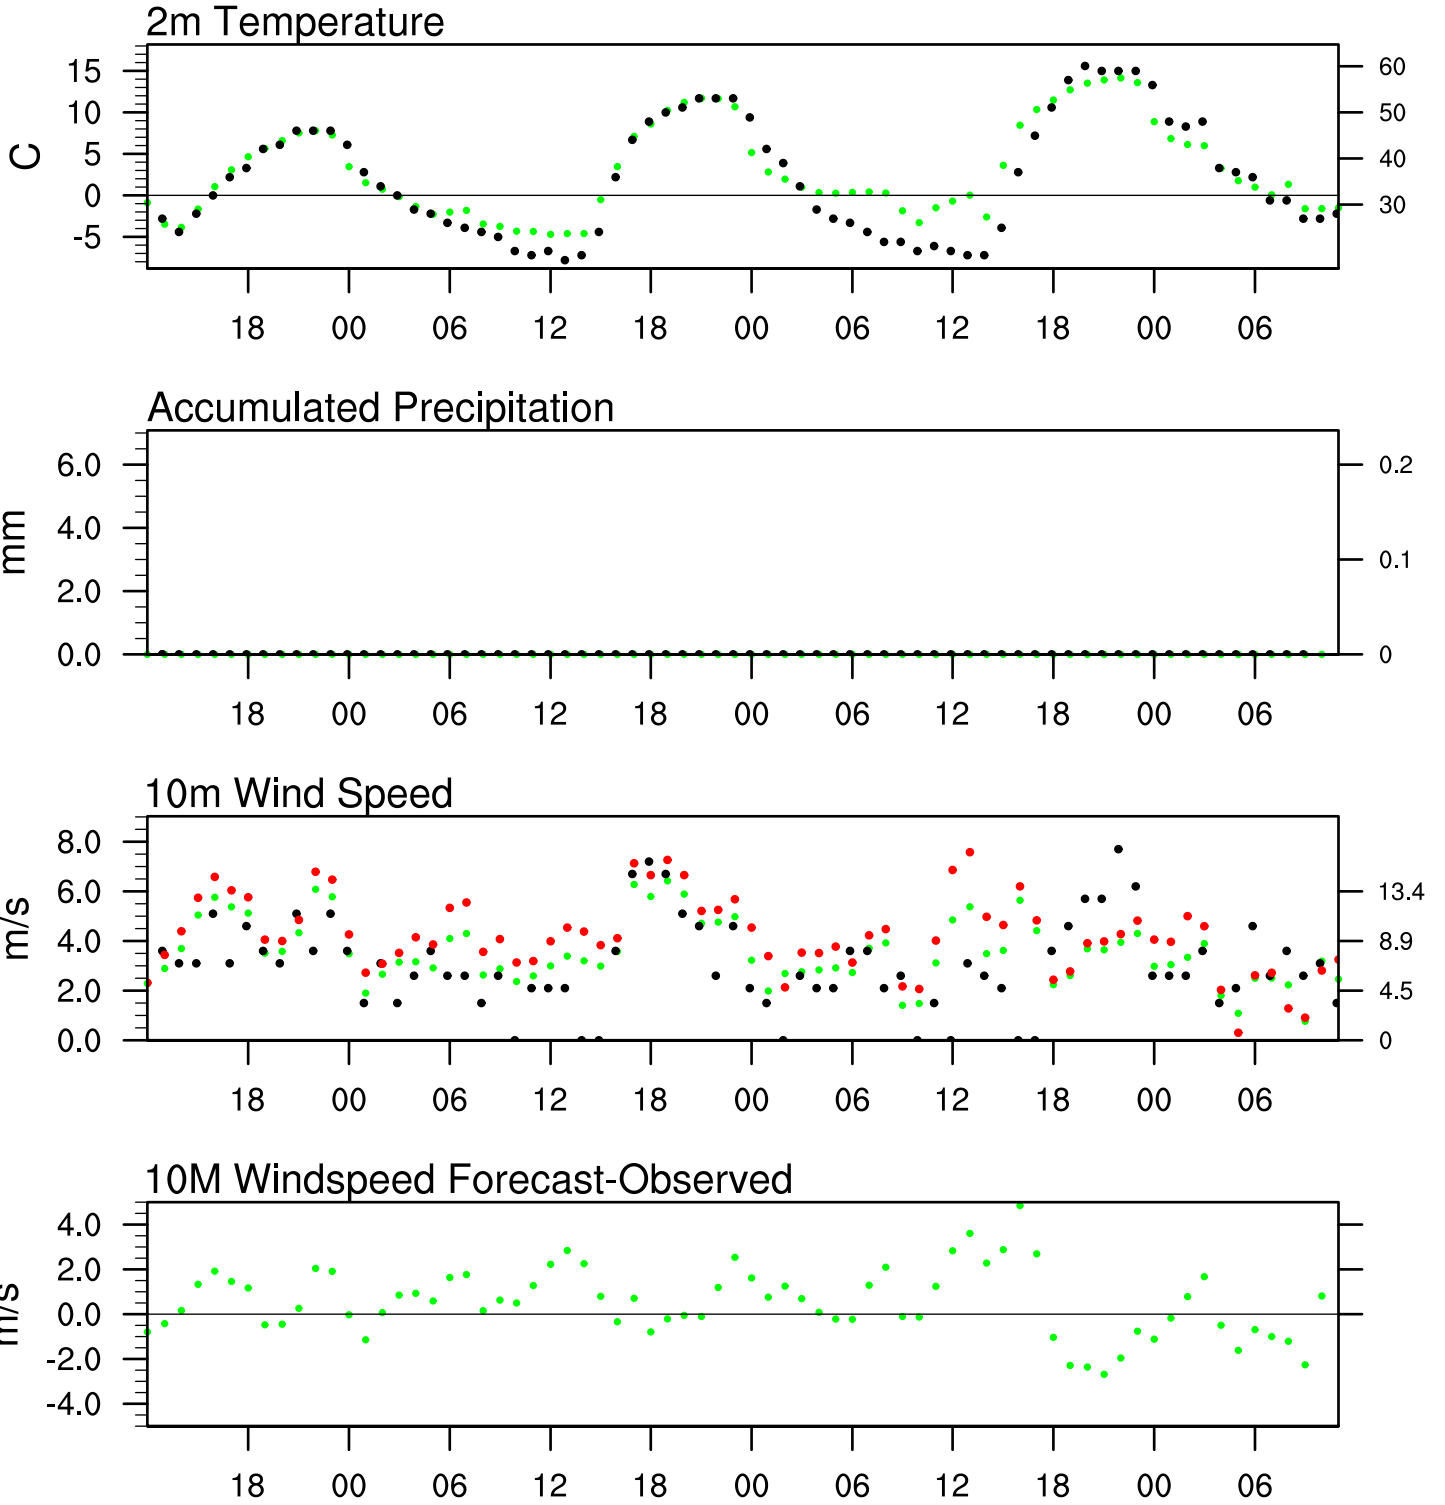 2m Temperature
C
15
10
5
0
-5
60
50
40
30
18 00 06 12 18 00 06 12 18 00 06
Accumulated Precipitation
mm
6.0
4.0
2.0
0.0
0.2
0.1
0
18 00 06 12 18 00 06 12 18 00 06
10m Wind Speed
m/s
8.0
6.0
4.0
2.0
0.0
13.4
8.9
4.5
0
18 00 06 12 18 00 06 12 18 00 06
10M Windspeed Forecast-Observed
m/s
4.0
2.0
0.0
-2.0
-4.0
18 00 06 12 18 00 06 12 18 00 06